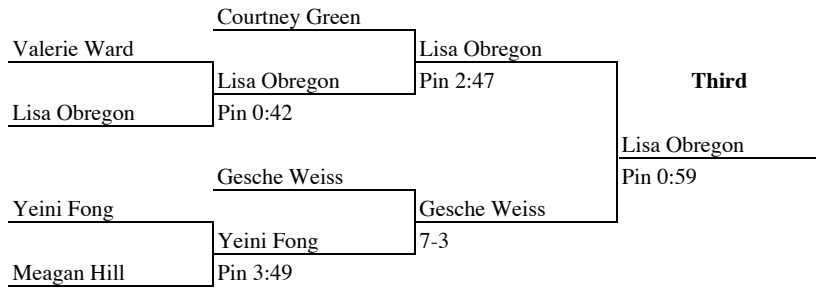 Courtney Green
Valerie Ward
Lisa Obregon
Lisa Obregon
Pin 2:47
Third
Lisa Obregon
Pin 0:42
Lisa Obregon
Pin 0:59
Gesche Weiss
Yeini Fong
Gesche Weiss
Yeini Fong
7-3
Meagan Hill
Pin 3:49